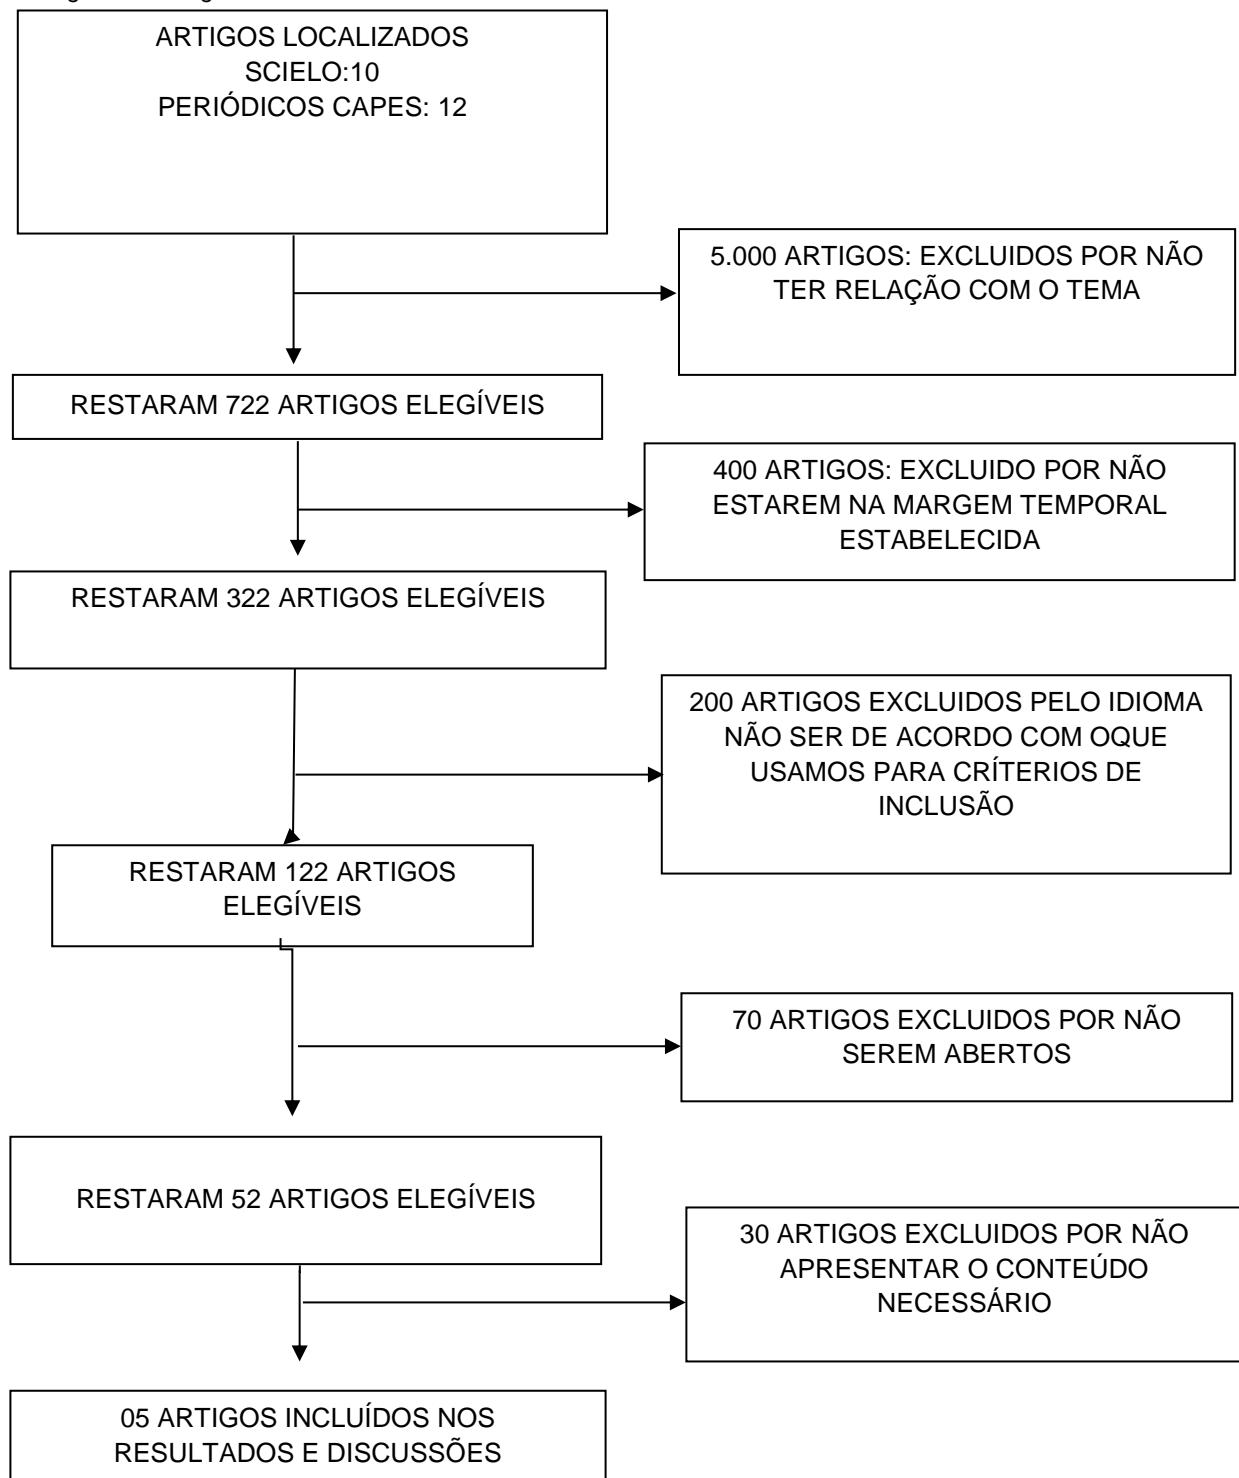 ARTIGOS LOCALIZADOS
SCIELO:10
PERIÓDICOS CAPES: 12
5.000 ARTIGOS: EXCLUIDOS POR NÃO
TER RELAÇÃO COM O TEMA
RESTARAM 722 ARTIGOS ELEGÍVEIS
400 ARTIGOS: EXCLUIDO POR NÃO
ESTAREM NA MARGEM TEMPORAL
ESTABELECIDA
RESTARAM 322 ARTIGOS ELEGÍVEIS
200 ARTIGOS EXCLUIDOS PELO IDIOMA
NÃO SER DE ACORDO COM OQUE
USAMOS PARA CRÍTERIOS DE
INCLUSÃO
RESTARAM 122 ARTIGOS
ELEGÍVEIS
70 ARTIGOS EXCLUIDOS POR NÃO
SEREM ABERTOS
RESTARAM 52 ARTIGOS ELEGÍVEIS
30 ARTIGOS EXCLUIDOS POR NÃO
APRESENTAR O CONTEÚDO
NECESSÁRIO
05 ARTIGOS INCLUÍDOS NOS
RESULTADOS E DISCUSSÕES